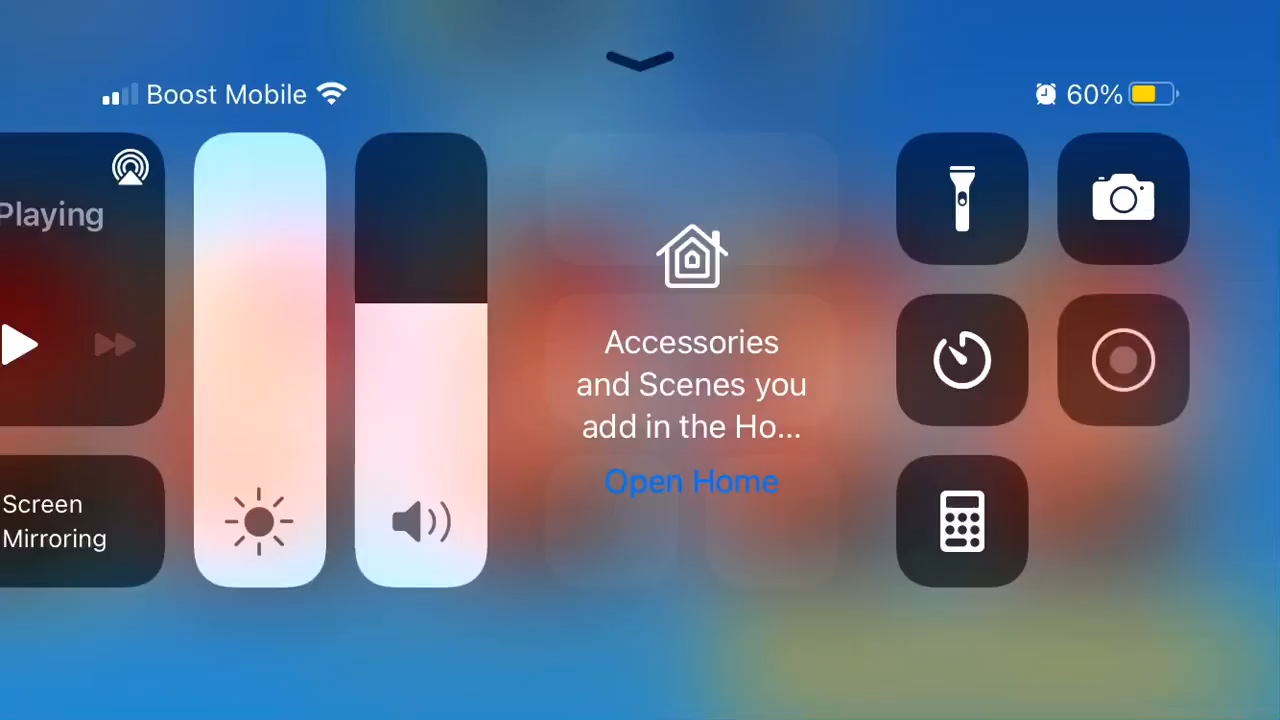 Boost Mobile
60%
Playing
Screen
Mirroring
Accessories
and Scenes you
add in the Ho...
Open Home